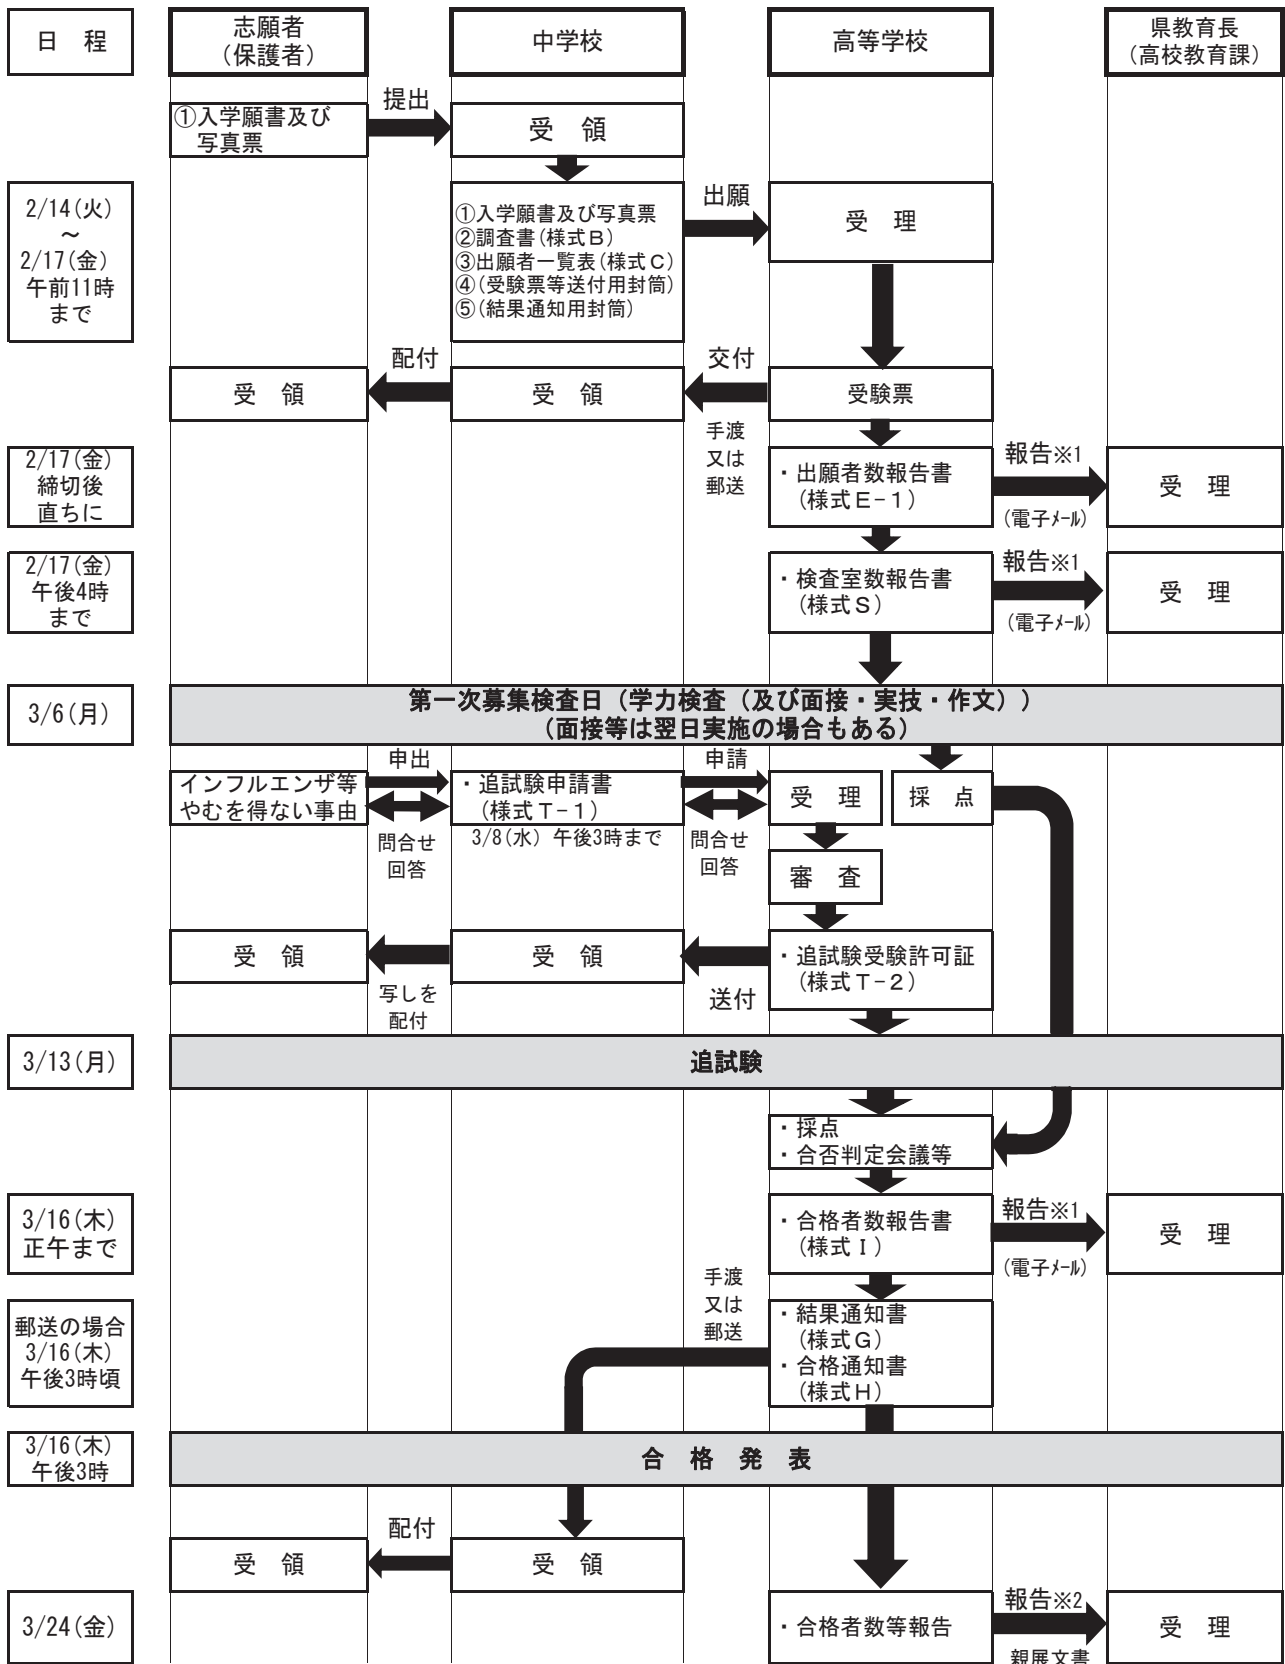 日　程
志願者
（保護者）
中学校
高等学校
県教育長
（高校教育課）
①入学願書及び
写真票
提出
受　領
2/14(火)
～
2/17(金)
午前11時
まで
①入学願書及び写真票
②調査書(様式Ｂ)
③出願者一覧表(様式Ｃ)
④(受験票等送付用封筒)
⑤(結果通知用封筒)
出願
受　理
受　領
配付
受　領
交付
手渡
又は
郵送
受験票
2/17(金)
締切後
直ちに
・出願者数報告書
（様式Ｅ-１）
報告※1
(電子ﾒｰﾙ)
受　理
2/17(金)
午後4時
まで
・検査室数報告書
（様式Ｓ）
報告※1
(電子ﾒｰﾙ)
受　理
3/6(月)
第一次募集検査日（学力検査（及び面接・実技・作文））
（面接等は翌日実施の場合もある）
インフルエンザ等
やむを得ない事由
申出
問合せ
回答
・追試験申請書
（様式Ｔ-１）
3/8(水) 午後3時まで
申請
問合せ
回答
受　理
採　点
審　査
受　領
写しを
配付
受　領
送付
・追試験受験許可証
（様式Ｔ-２）
3/13(月)
追試験
・採点
・合否判定会議等
3/16(木)
正午まで
・合格者数報告書
（様式Ｉ）
報告※1
(電子ﾒｰﾙ)
受　理
郵送の場合
3/16(木)
午後3時頃
手渡
又は
郵送
・結果通知書
（様式Ｇ）
・合格通知書
（様式Ｈ）
3/16(木)
午後3時
合　格　発　表
受　領
配付
受　領
3/24(金)
・合格者数等報告
報告※2
親展文書
受　理